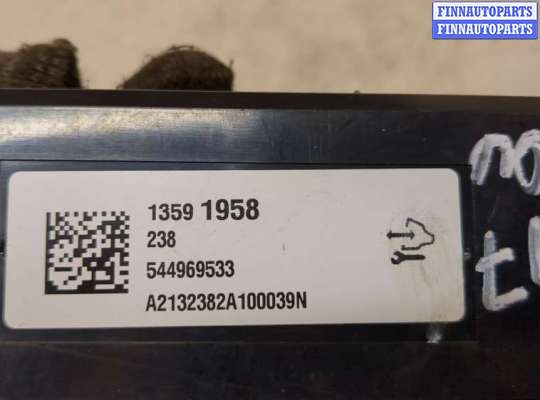 FINNAUTOPARTS
FINNAUTOPARTS
1359 1958
238
544969533
A2132382A100039N